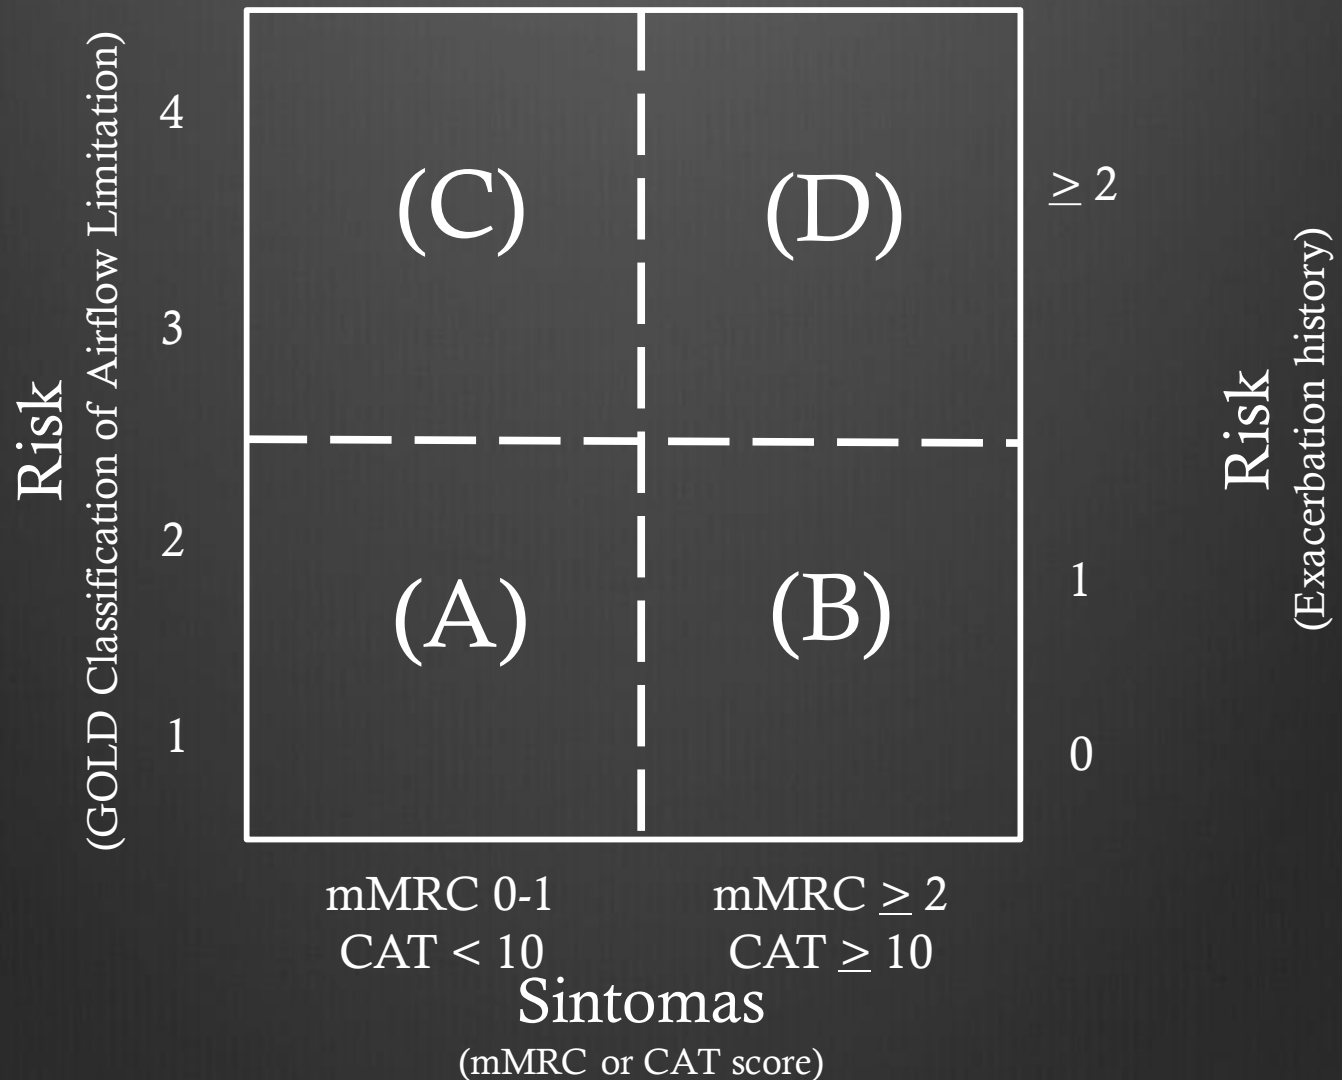 Risk
(GOLD Classification of Airflow Limitation)
4
3
2
1
(C)
(D)
(A)
(B)
≥ 2
1
0
Risk
(Exacerbation history)
mMRC 0-1
CAT < 10
mMRC ≥ 2
CAT ≥ 10
Sintomas
(mMRC or CAT score)